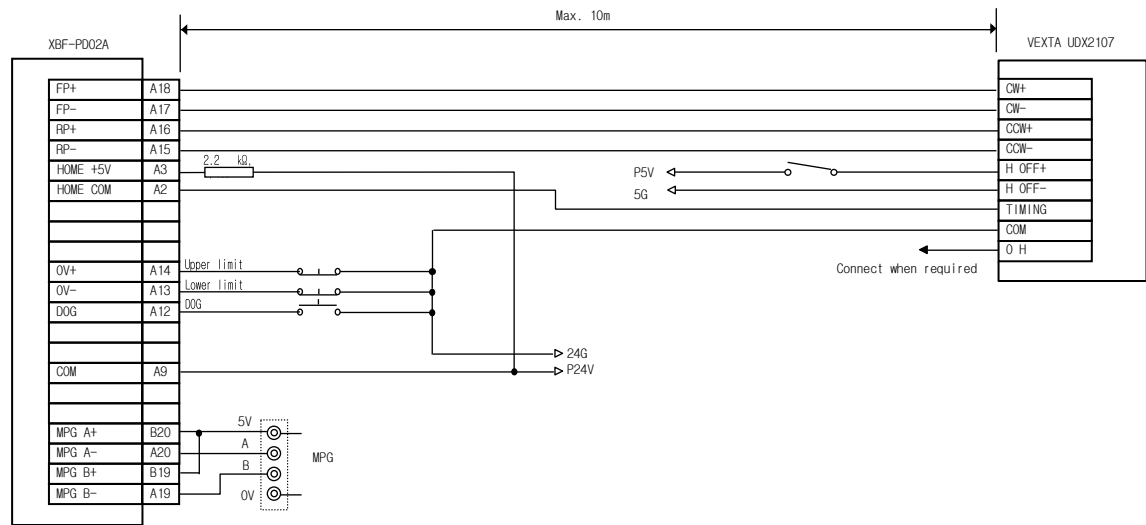 Max. 10m
XBF-PD02A
VEXTA UDX2107
FP+ A18 CW+
FP- A17 CW-
RP+ A16 CCW+
RP- A15 CCW-
HOME +5V A3 2.2 kΩ, P5V H OFF+
HOME COM A2 5G H OFF-
TIMING
COM
O H
Connect when required
OV+ A14 Upper limit
OV- A13 Lower limit
DOG A12 DOG
24G
COM A9 P24V
MPG A+ B20 5V
MPG A- A20 A
MPG
MPG B+ B19 B
MPG B- A19 0V